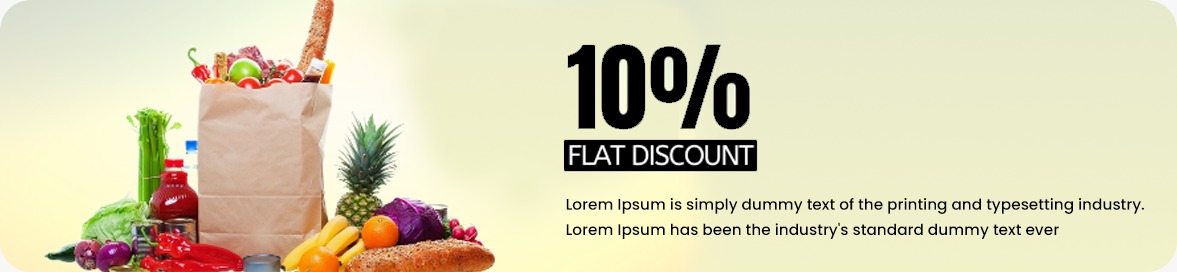 10%
FLAT DISCOUNT
Lorem Ipsum is simply dummy text of the printing and typesetting industry.
Lorem Ipsum has been the industry's standard dummy text ever